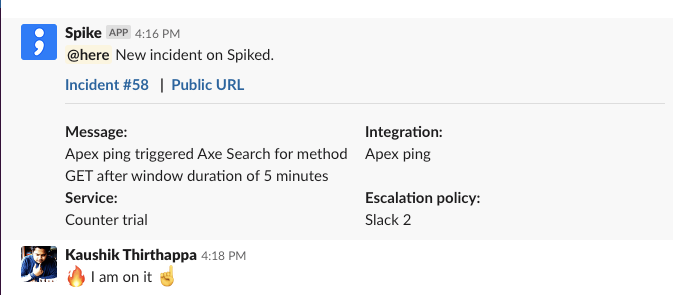 Spike APP 4:16 PM
@here New incident on Spiked.
Incident #58 | Public URL
Message:
Apex ping triggered Axe Search for method
GET after window duration of 5 minutes
Integration:
Apex ping
Service:
Counter trial
Escalation policy:
Slack 2
Kaushik Thirthappa 4:18 PM
🔥 I am on it ☝️